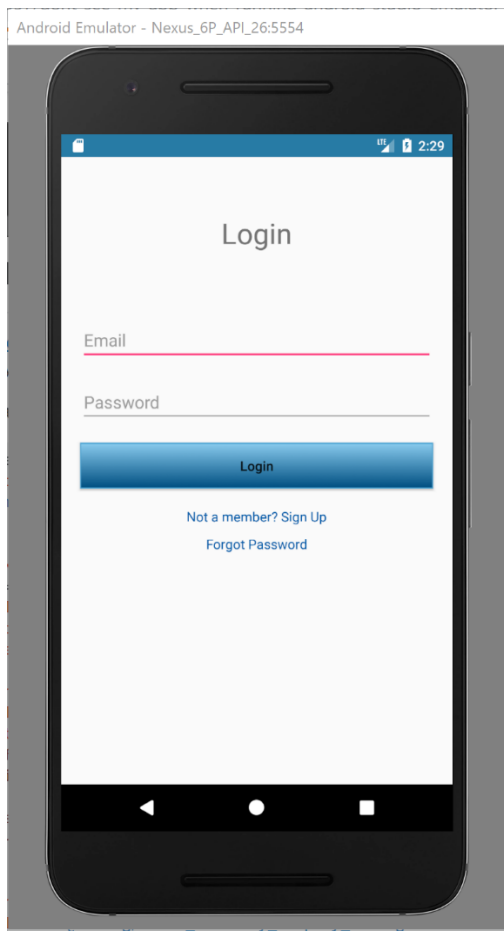 Android Emulator - Nexus_6P_API_26:5554
LTE 2:29
Login
Email
Password
Login
Not a member? Sign Up
Forgot Password